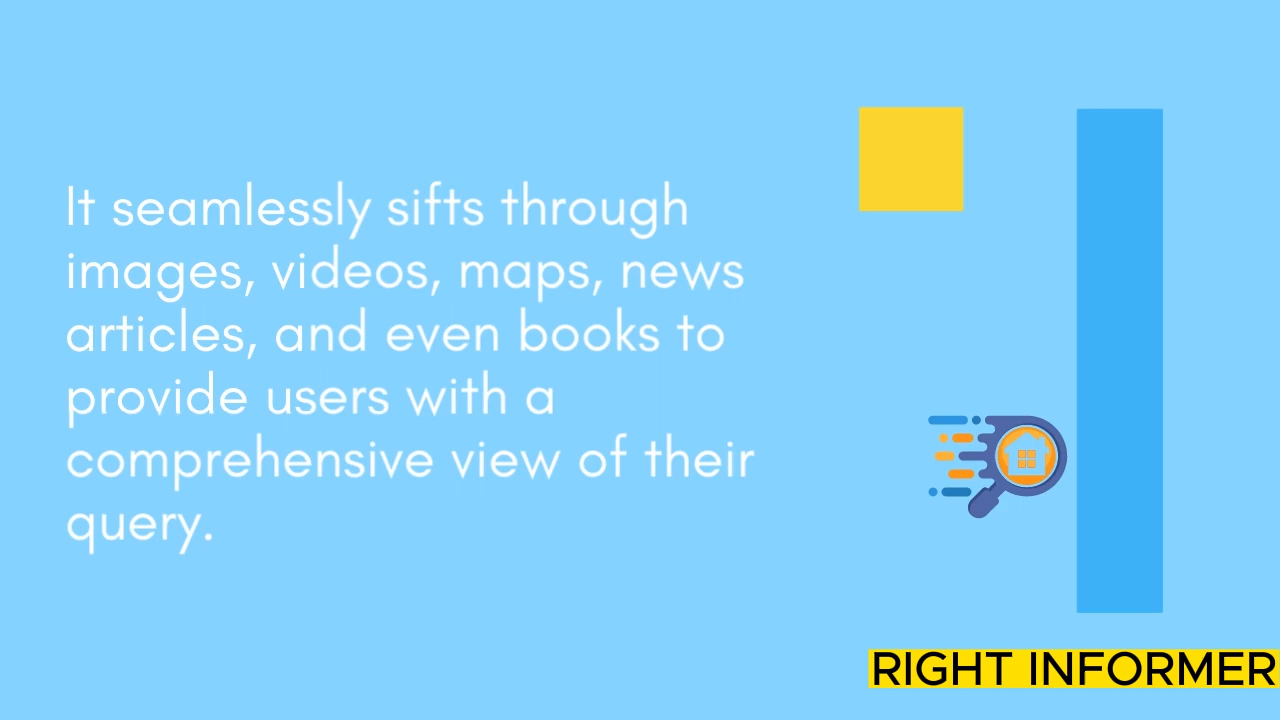 It seamlessly sifts through
images, videos, maps, news
articles, and even books to
provide users with a
comprehensive view of their
query.
RIGHT INFORMER